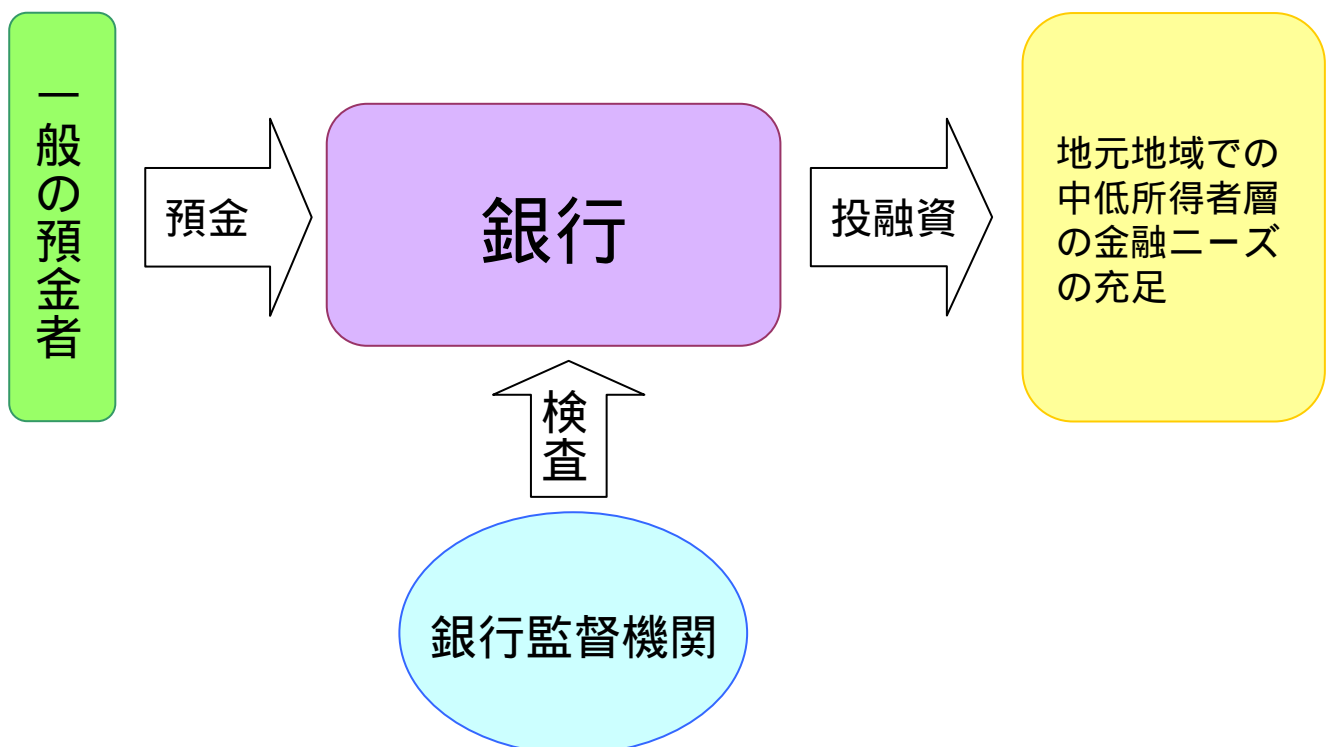 一般の預金者
預金
銀行
投融資
地元地域での
中低所得者層
の金融ニーズ
の充足
検査
銀行監督機関